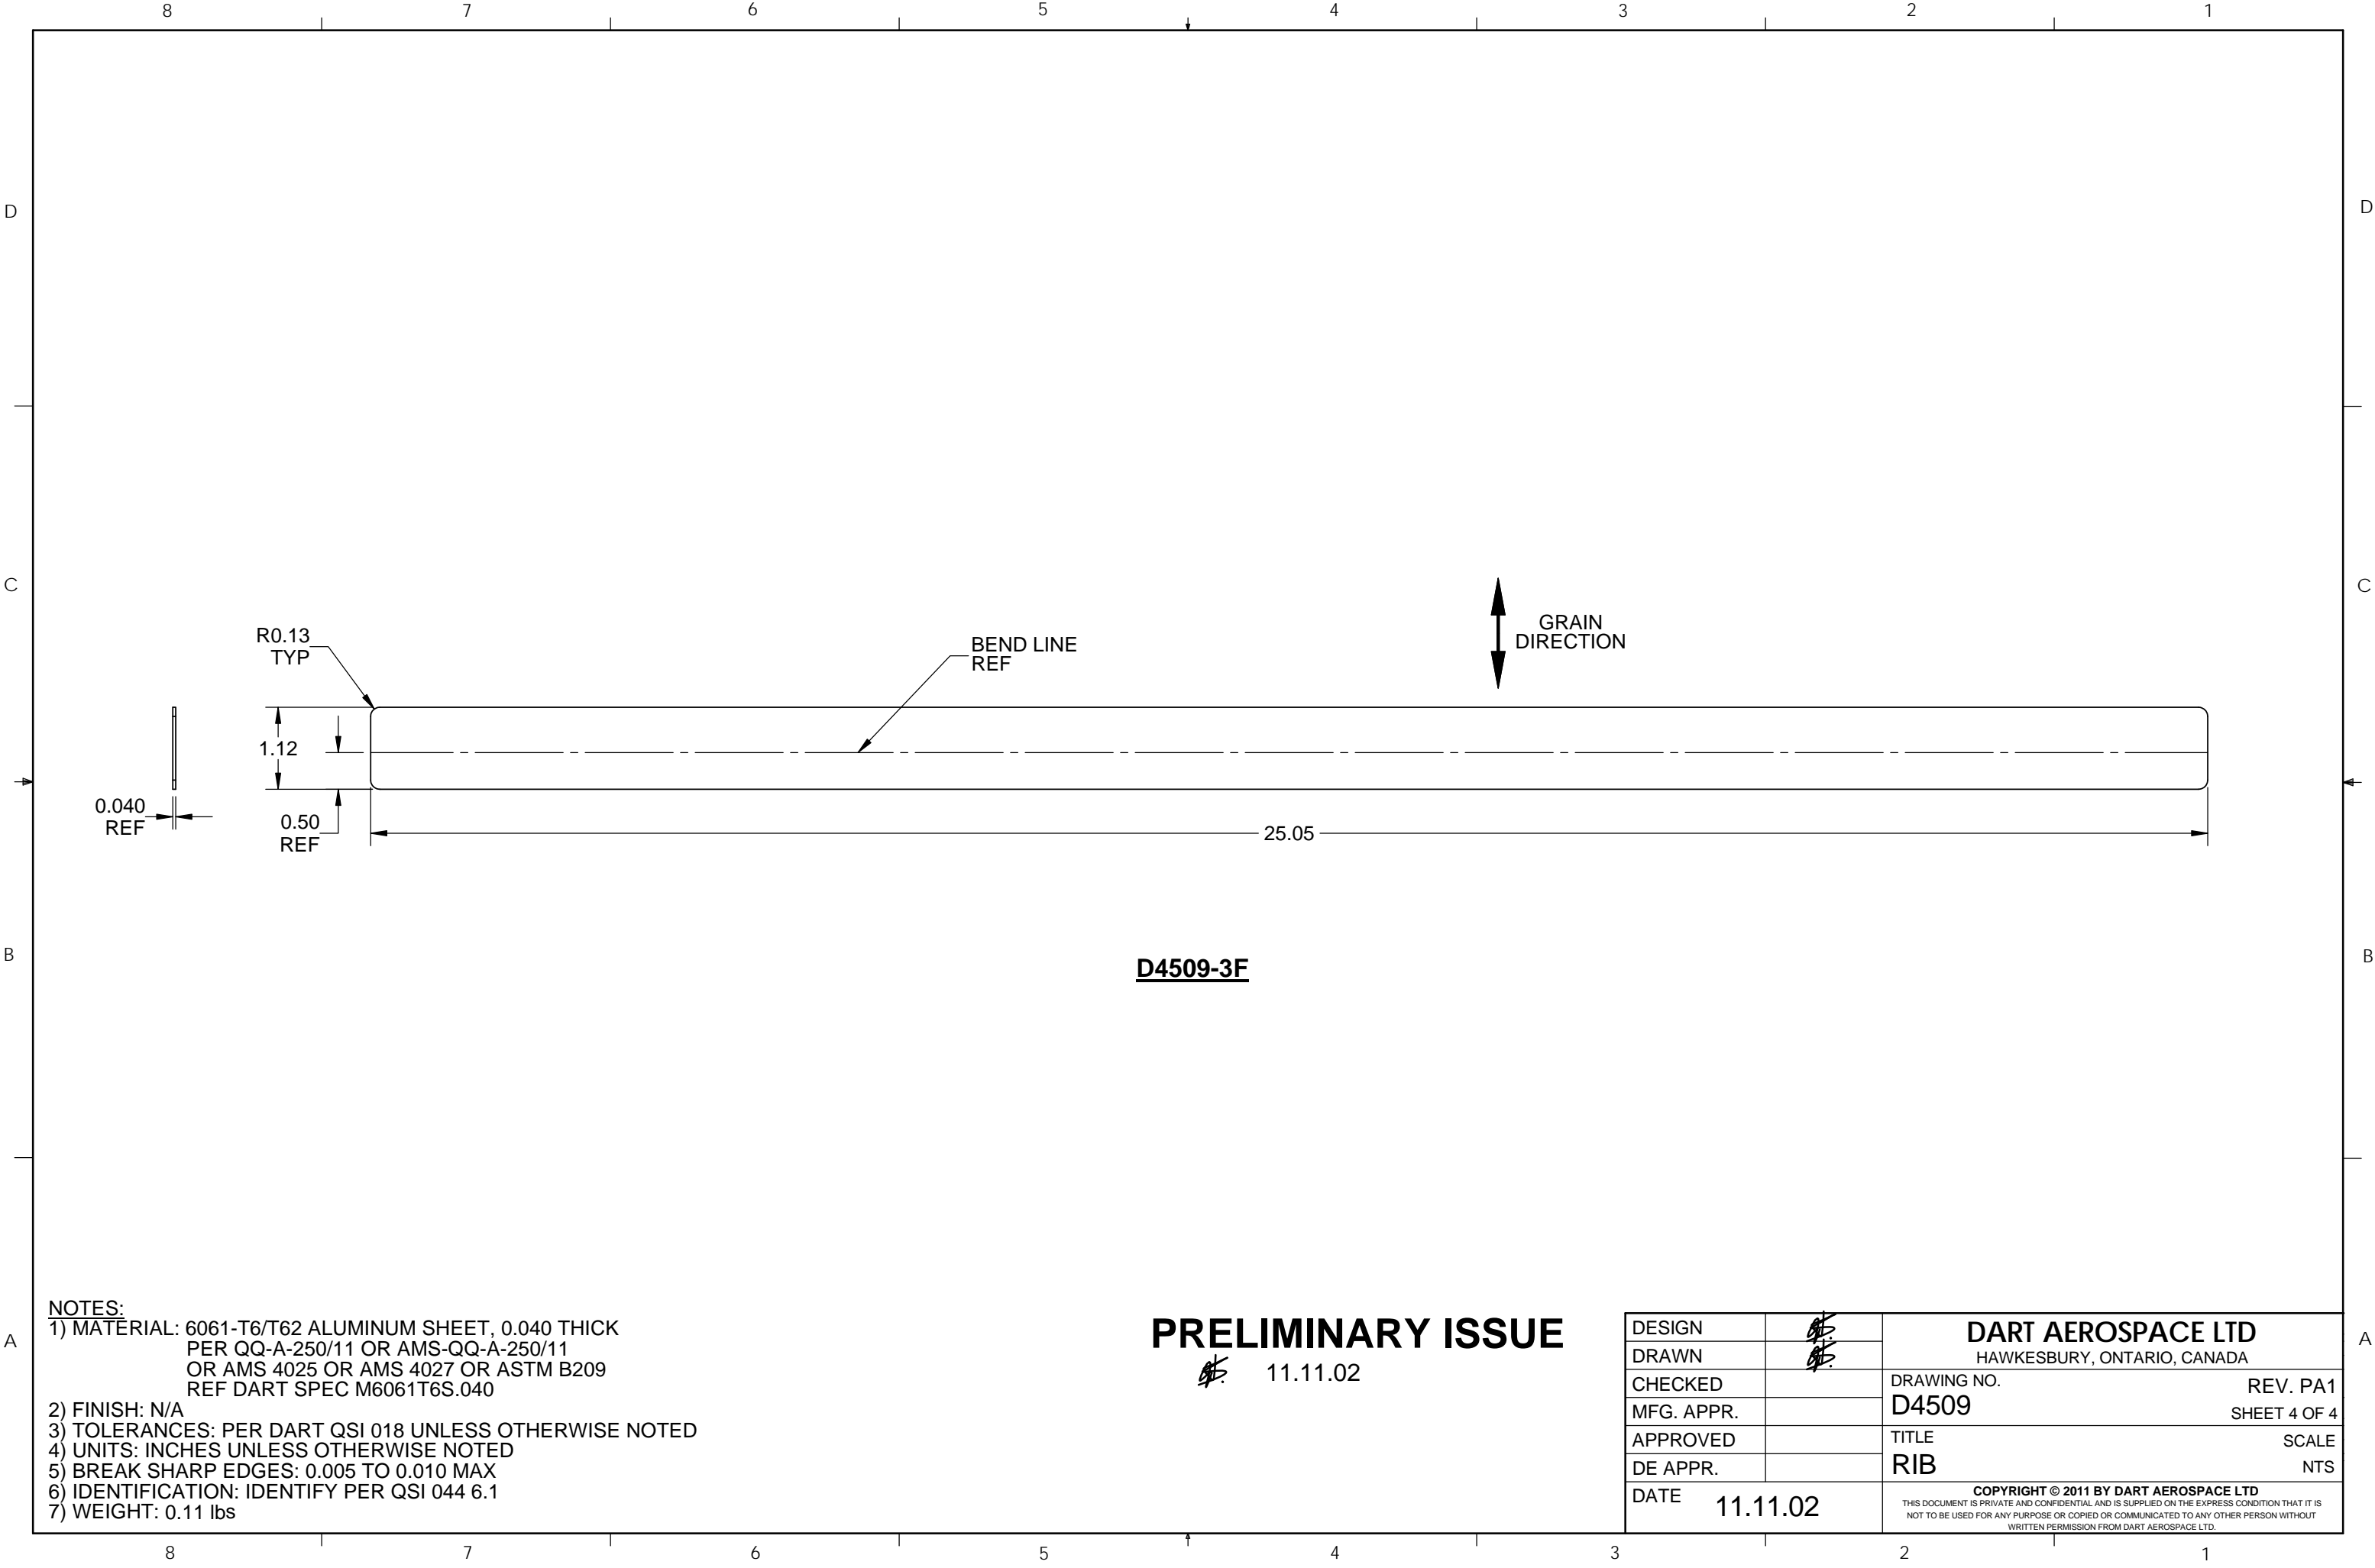 8 7 6 5 4 3 2 1
D D
C C
R0.13
TYP
BEND LINE
REF
GRAIN
DIRECTION
1.12
0.040
REF
0.50
REF
25.05
B B
D4509-3F
A A
NOTES:
1) MATERIAL: 6061-T6/T62 ALUMINUM SHEET, 0.040 THICK
PER QQ-A-250/11 OR AMS-QQ-A-250/11
OR AMS 4025 OR AMS 4027 OR ASTM B209
REF DART SPEC M6061T6S.040
2) FINISH: N/A
3) TOLERANCES: PER DART QSI 018 UNLESS OTHERWISE NOTED
4) UNITS: INCHES UNLESS OTHERWISE NOTED
5) BREAK SHARP EDGES: 0.005 TO 0.010 MAX
6) IDENTIFICATION: IDENTIFY PER QSI 044 6.1
7) WEIGHT: 0.11 lbs
PRELIMINARY ISSUE
11.11.02
DESIGN
DRAWN
CHECKED
MFG. APPR.
APPROVED
DE APPR.
DATE 11.11.02
DART AEROSPACE LTD
HAWKESBURY, ONTARIO, CANADA
DRAWING NO. REV. PA1
D4509 SHEET 4 OF 4
TITLE SCALE
RIB NTS
COPYRIGHT © 2011 BY DART AEROSPACE LTD
THIS DOCUMENT IS PRIVATE AND CONFIDENTIAL AND IS SUPPLIED ON THE EXPRESS CONDITION THAT IT IS
NOT TO BE USED FOR ANY PURPOSE OR COPIED OR COMMUNICATED TO ANY OTHER PERSON WITHOUT
WRITTEN PERMISSION FROM DART AEROSPACE LTD.
8 7 6 5 4 3 2 1